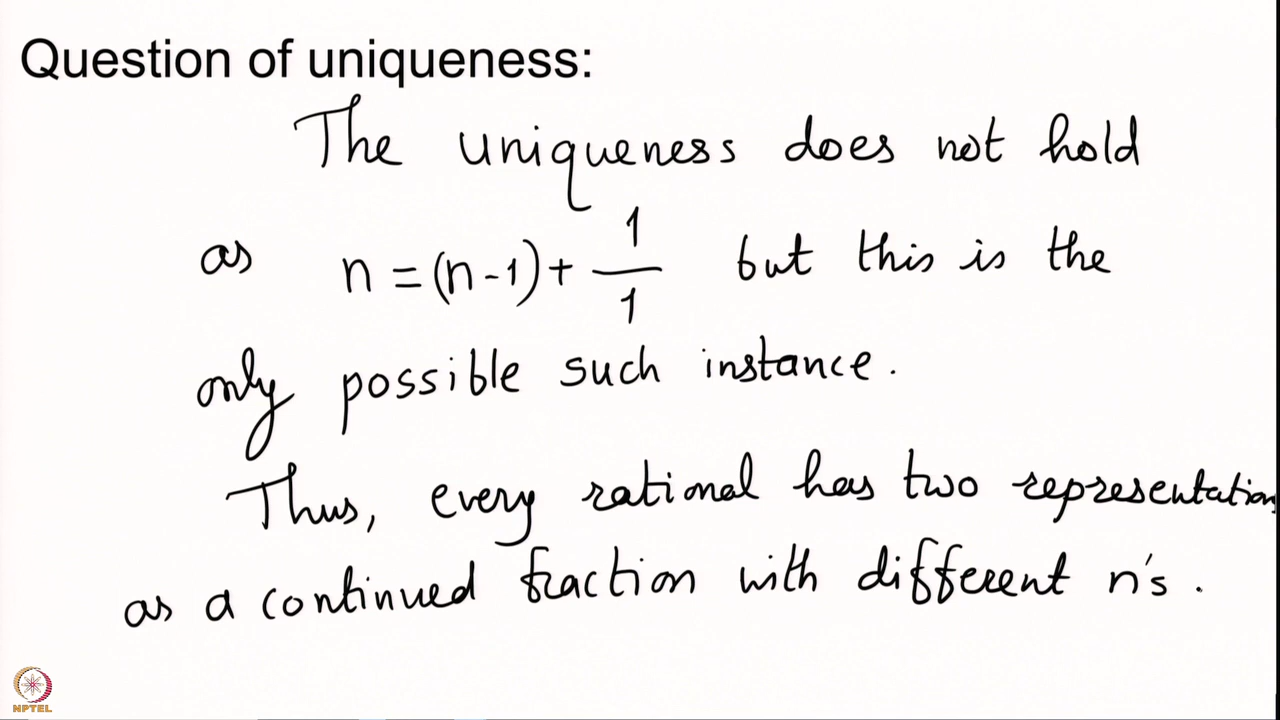 Question of uniqueness:
The uniqueness does not hold
as n = (n-1) + 1/1 but this is the
only possible such instance.
Thus, every rational has two representations
as a continued fraction with different n's.
NPTEL